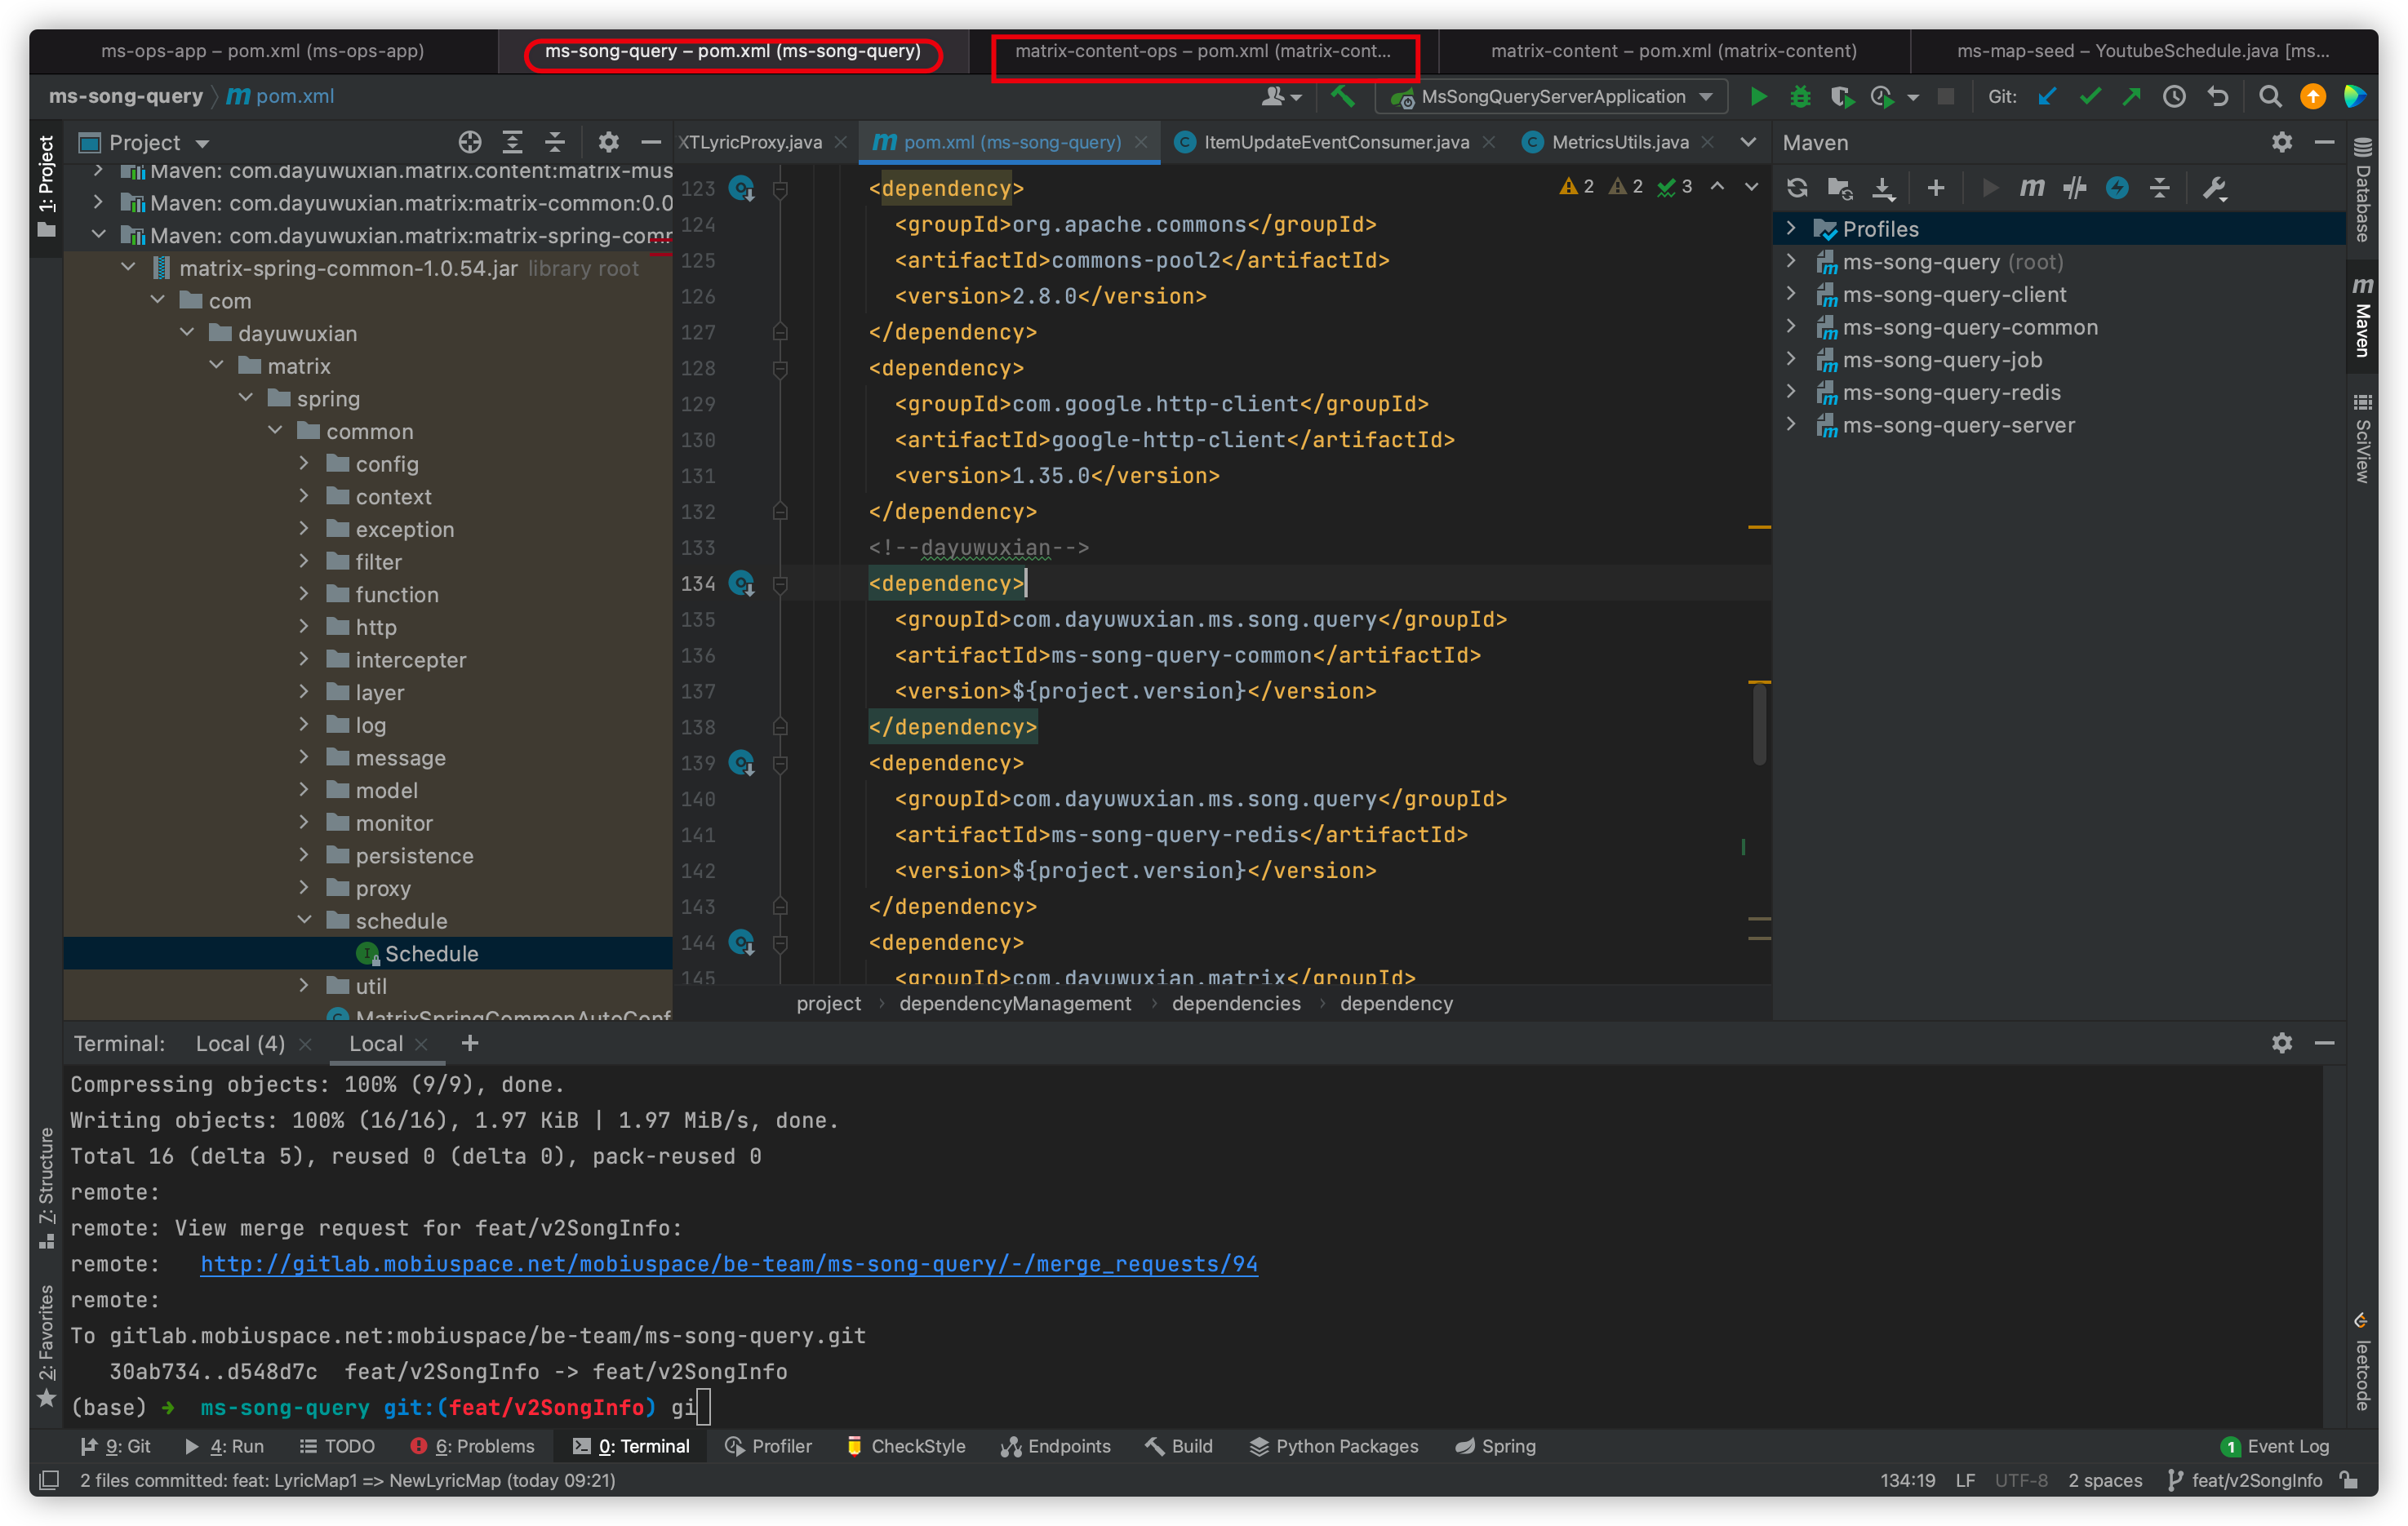 ms-ops-app – pom.xml (ms-ops-app)
ms-song-query – pom.xml (ms-song-query)
matrix-content-ops – pom.xml (matrix-cont...
matrix-content – pom.xml (matrix-content)
ms-map-seed – YoutubeSchedule.java [ms...
ms-song-query
m pom.xml
MsSongQueryServerApplication
Git:
1: Project
Project
Maven: com.dayuwuxian.matrix.content:matrix-mus
Maven: com.dayuwuxian.matrix:matrix-common:0.0
Maven: com.dayuwuxian.matrix:matrix-spring-comm
matrix-spring-common-1.0.54.jar library root
com
dayuwuxian
matrix
spring
common
config
context
exception
filter
function
http
intercepter
layer
log
message
model
monitor
persistence
proxy
schedule
Schedule
util
MatrixSpringCommonAutoConf
XTLyricProxy.java
m pom.xml (ms-song-query)
ItemUpdateEventConsumer.java
MetricsUtils.java
2 2 3
123 <dependency>
124 <groupId>org.apache.commons</groupId>
125 <artifactId>commons-pool2</artifactId>
126 <version>2.8.0</version>
127 </dependency>
128 <dependency>
129 <groupId>com.google.http-client</groupId>
130 <artifactId>google-http-client</artifactId>
131 <version>1.35.0</version>
132 </dependency>
133 <!--dayuwuxian-->
134 <dependency>
135 <groupId>com.dayuwuxian.ms.song.query</groupId>
136 <artifactId>ms-song-query-common</artifactId>
137 <version>${project.version}</version>
138 </dependency>
139 <dependency>
140 <groupId>com.dayuwuxian.ms.song.query</groupId>
141 <artifactId>ms-song-query-redis</artifactId>
142 <version>${project.version}</version>
143 </dependency>
144 <dependency>
145 <groupId>com.dayuwuxian.matrix</groupId>
project › dependencyManagement › dependencies › dependency
Maven
m
Profiles
ms-song-query (root)
ms-song-query-client
ms-song-query-common
ms-song-query-job
ms-song-query-redis
ms-song-query-server
Database
m Maven
SciView
leetcode
Z: Structure
2: Favorites
Terminal: Local (4) Local
Compressing objects: 100% (9/9), done.
Writing objects: 100% (16/16), 1.97 KiB | 1.97 MiB/s, done.
Total 16 (delta 5), reused 0 (delta 0), pack-reused 0
remote:
remote: View merge request for feat/v2SongInfo:
remote: http://gitlab.mobiuspace.net/mobiuspace/be-team/ms-song-query/-/merge_requests/94
remote:
To gitlab.mobiuspace.net:mobiuspace/be-team/ms-song-query.git
30ab734..d548d7c feat/v2SongInfo -> feat/v2SongInfo
(base) ➜ ms-song-query git:(feat/v2SongInfo) gi
9: Git
4: Run
TODO
6: Problems
0: Terminal
Profiler
CheckStyle
Endpoints
Build
Python Packages
Spring
1 Event Log
2 files committed: feat: LyricMap1 => NewLyricMap (today 09:21)
134:19 LF UTF-8 2 spaces feat/v2SongInfo